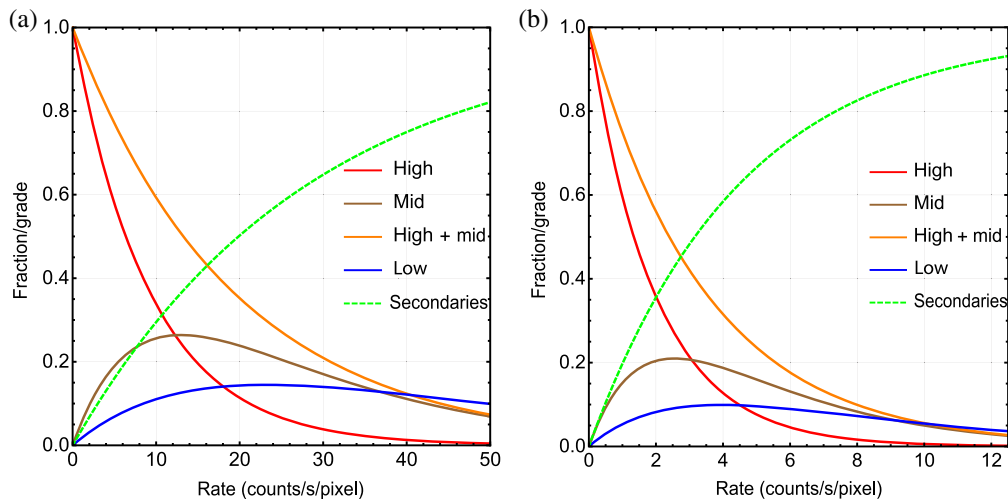 (a)
1.0
0.8
0.6
0.4
0.2
0.0
Fraction/grade
High
Mid
High + mid
Low
Secondaries
0
10
20
30
40
50
Rate (counts/s/pixel)
(b)
1.0
0.8
0.6
0.4
0.2
0.0
Fraction/grade
High
Mid
High + mid
Low
Secondaries
0
2
4
6
8
10
12
Rate (counts/s/pixel)